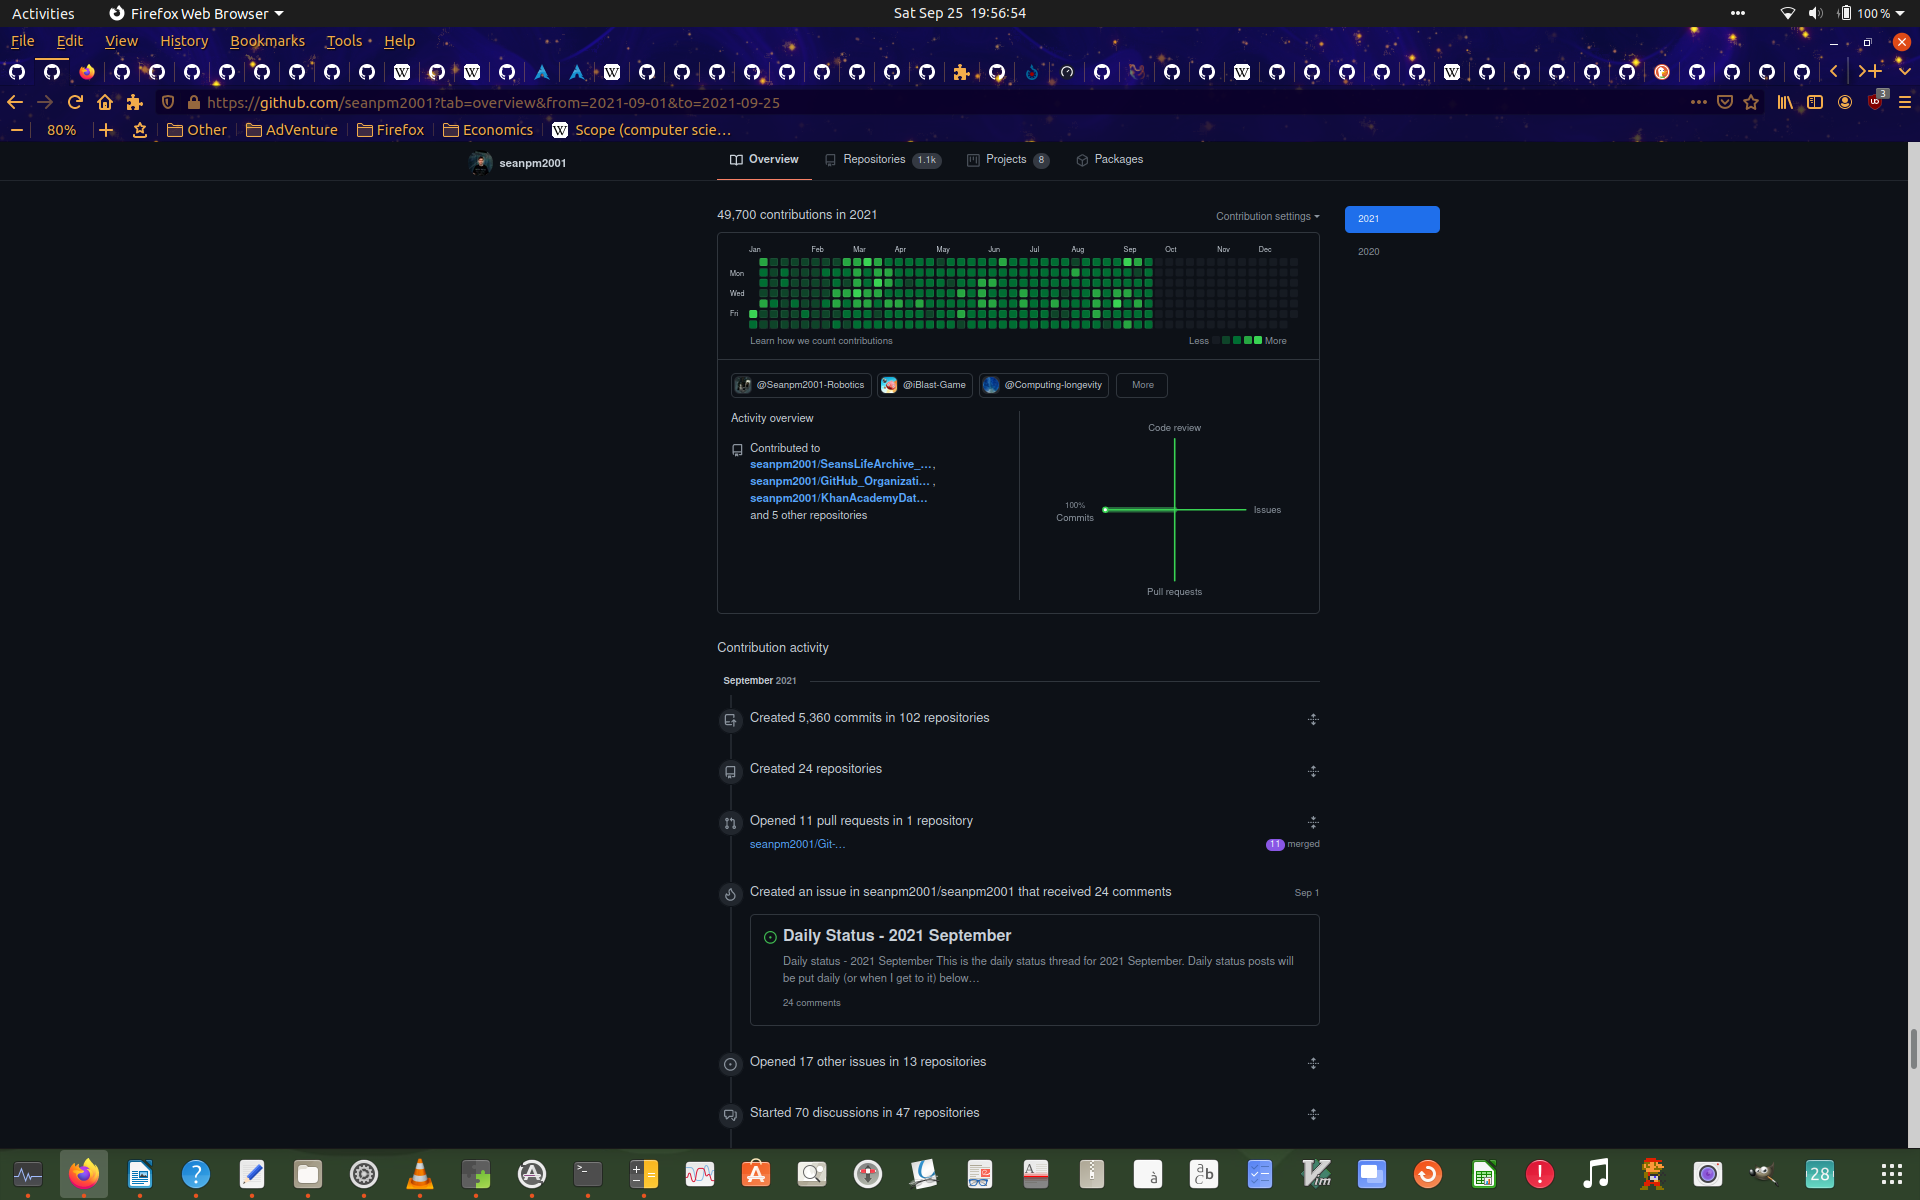 Activities
Firefox Web Browser
Sat Sep 25 19:56:54
100 %
File Edit View History Bookmarks Tools Help
https://github.com/seanpm2001?tab=overview&from=2021-09-01&to=2021-09-25
3
80%
Other
AdVenture
Firefox
Economics
Scope (computer scie…
seanpm2001
Overview
Repositories 1.1k
Projects 8
Packages
49,700 contributions in 2021
Contribution settings
2021
2020
Jan Feb Mar Apr May Jun Jul Aug Sep Oct Nov Dec
Mon
Wed
Fri
Learn how we count contributions
Less More
@Seanpm2001-Robotics
@iBlast-Game
@Computing-longevity
More
Activity overview
Contributed to
seanpm2001/SeansLifeArchive_…,
seanpm2001/GitHub_Organizati… ,
seanpm2001/KhanAcademyDat…
and 5 other repositories
Code review
100%
Commits
Issues
Pull requests
Contribution activity
September 2021
Created 5,360 commits in 102 repositories
Created 24 repositories
Opened 11 pull requests in 1 repository
seanpm2001/Git-…
11 merged
Created an issue in seanpm2001/seanpm2001 that received 24 comments
Sep 1
Daily Status - 2021 September
Daily status - 2021 September This is the daily status thread for 2021 September. Daily status posts will
be put daily (or when I get to it) below…
24 comments
Opened 17 other issues in 13 repositories
Started 70 discussions in 47 repositories
28